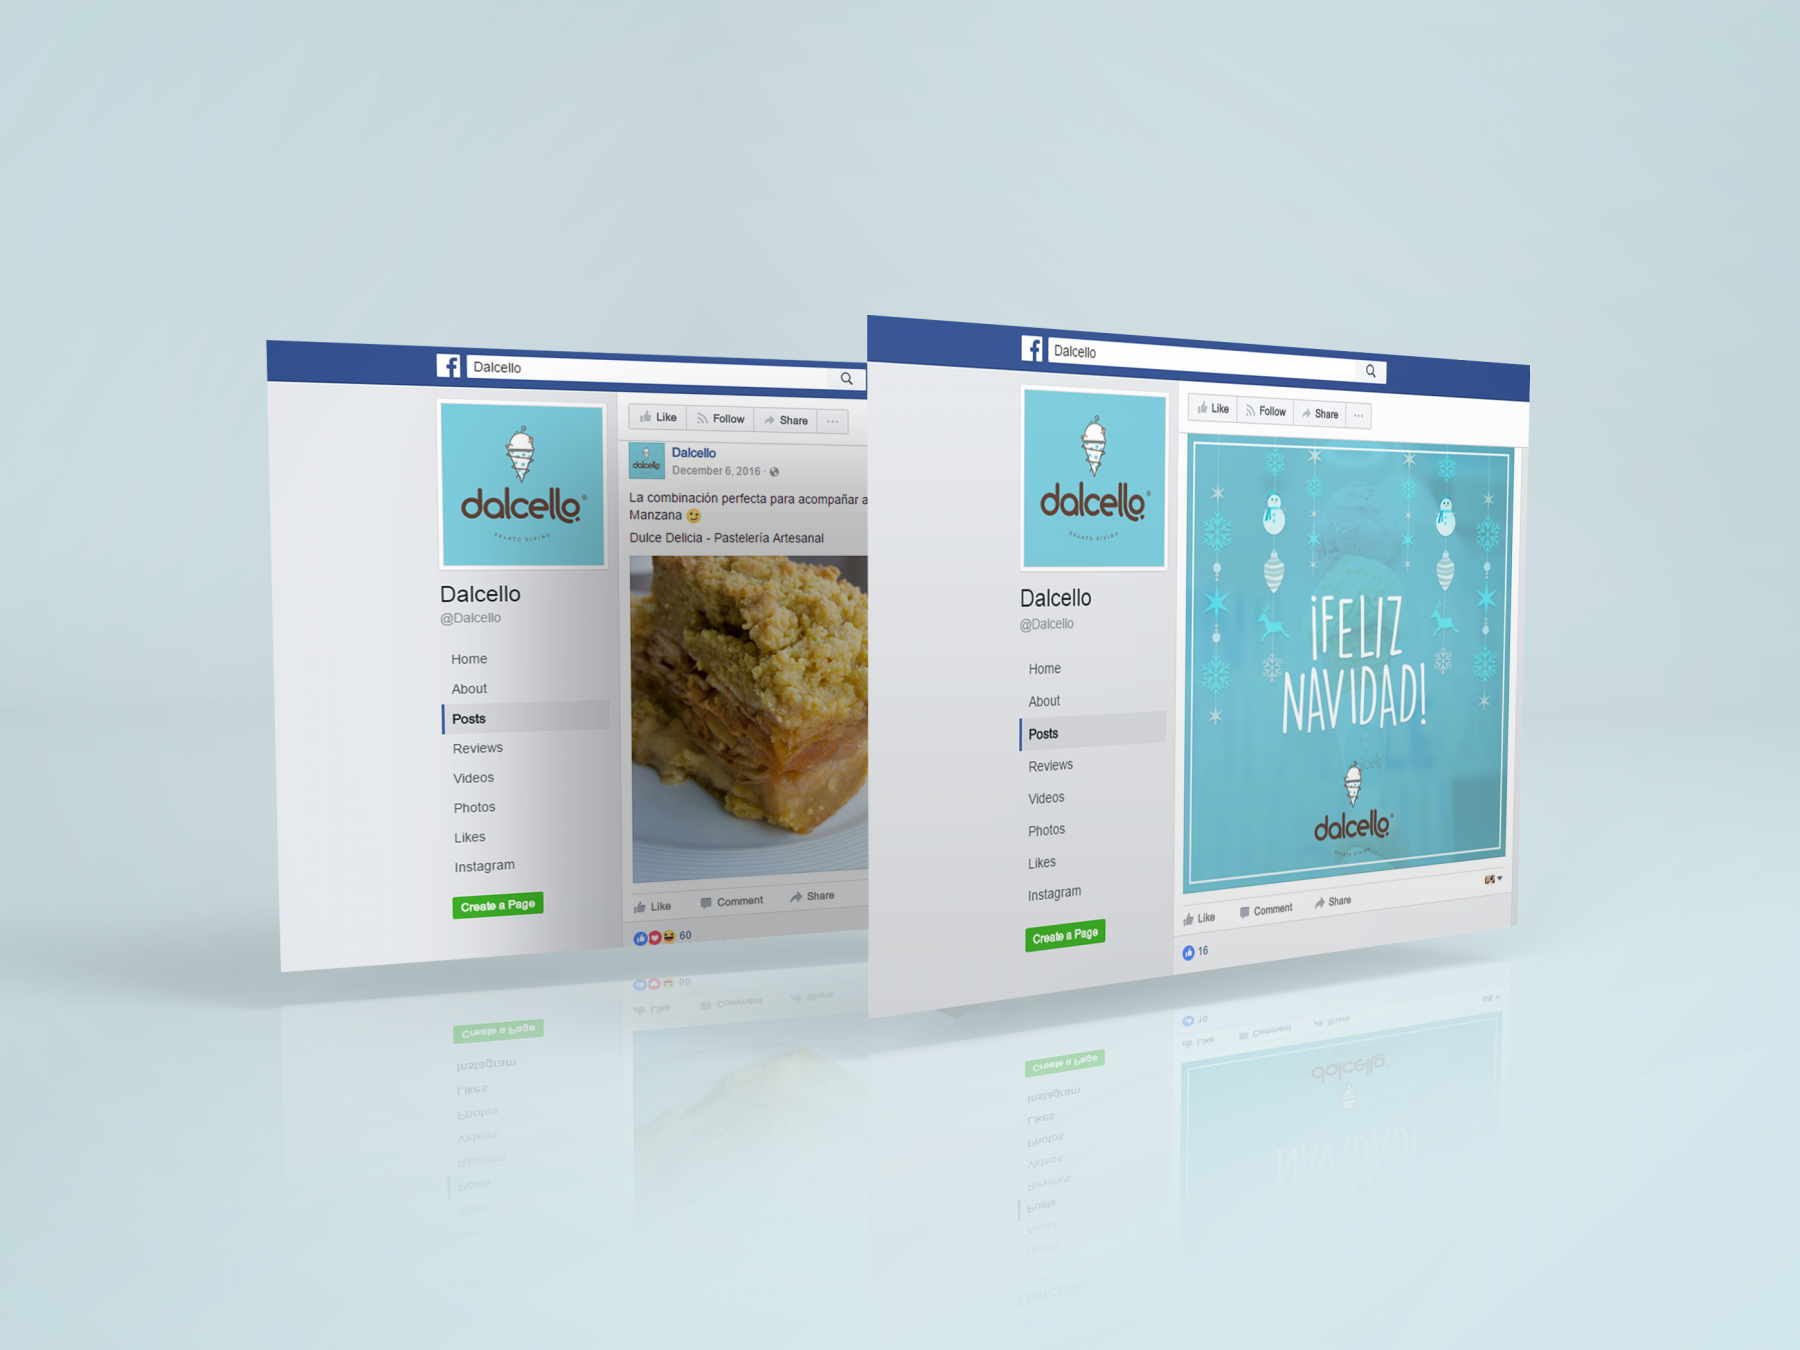 Dalcello
dalcello
GELATO DIVINO
Dalcello
@Dalcello
Home
About
Posts
Reviews
Videos
Photos
Likes
Instagram
Create a Page
Like
Follow
Share
dalcello
Dalcello
December 6, 2016
La combinación perfecta para acompañar a
Manzana 😉
Dulce Delicia - Pastelería Artesanal
Like
Comment
Share
60
Dalcello
dalcello
GELATO DIVINO
Dalcello
@Dalcello
Home
About
Posts
Reviews
Videos
Photos
Likes
Instagram
Create a Page
Like
Follow
Share
¡FELIZ
NAVIDAD!
dalcello
GELATO DIVINO
Like
Comment
Share
16